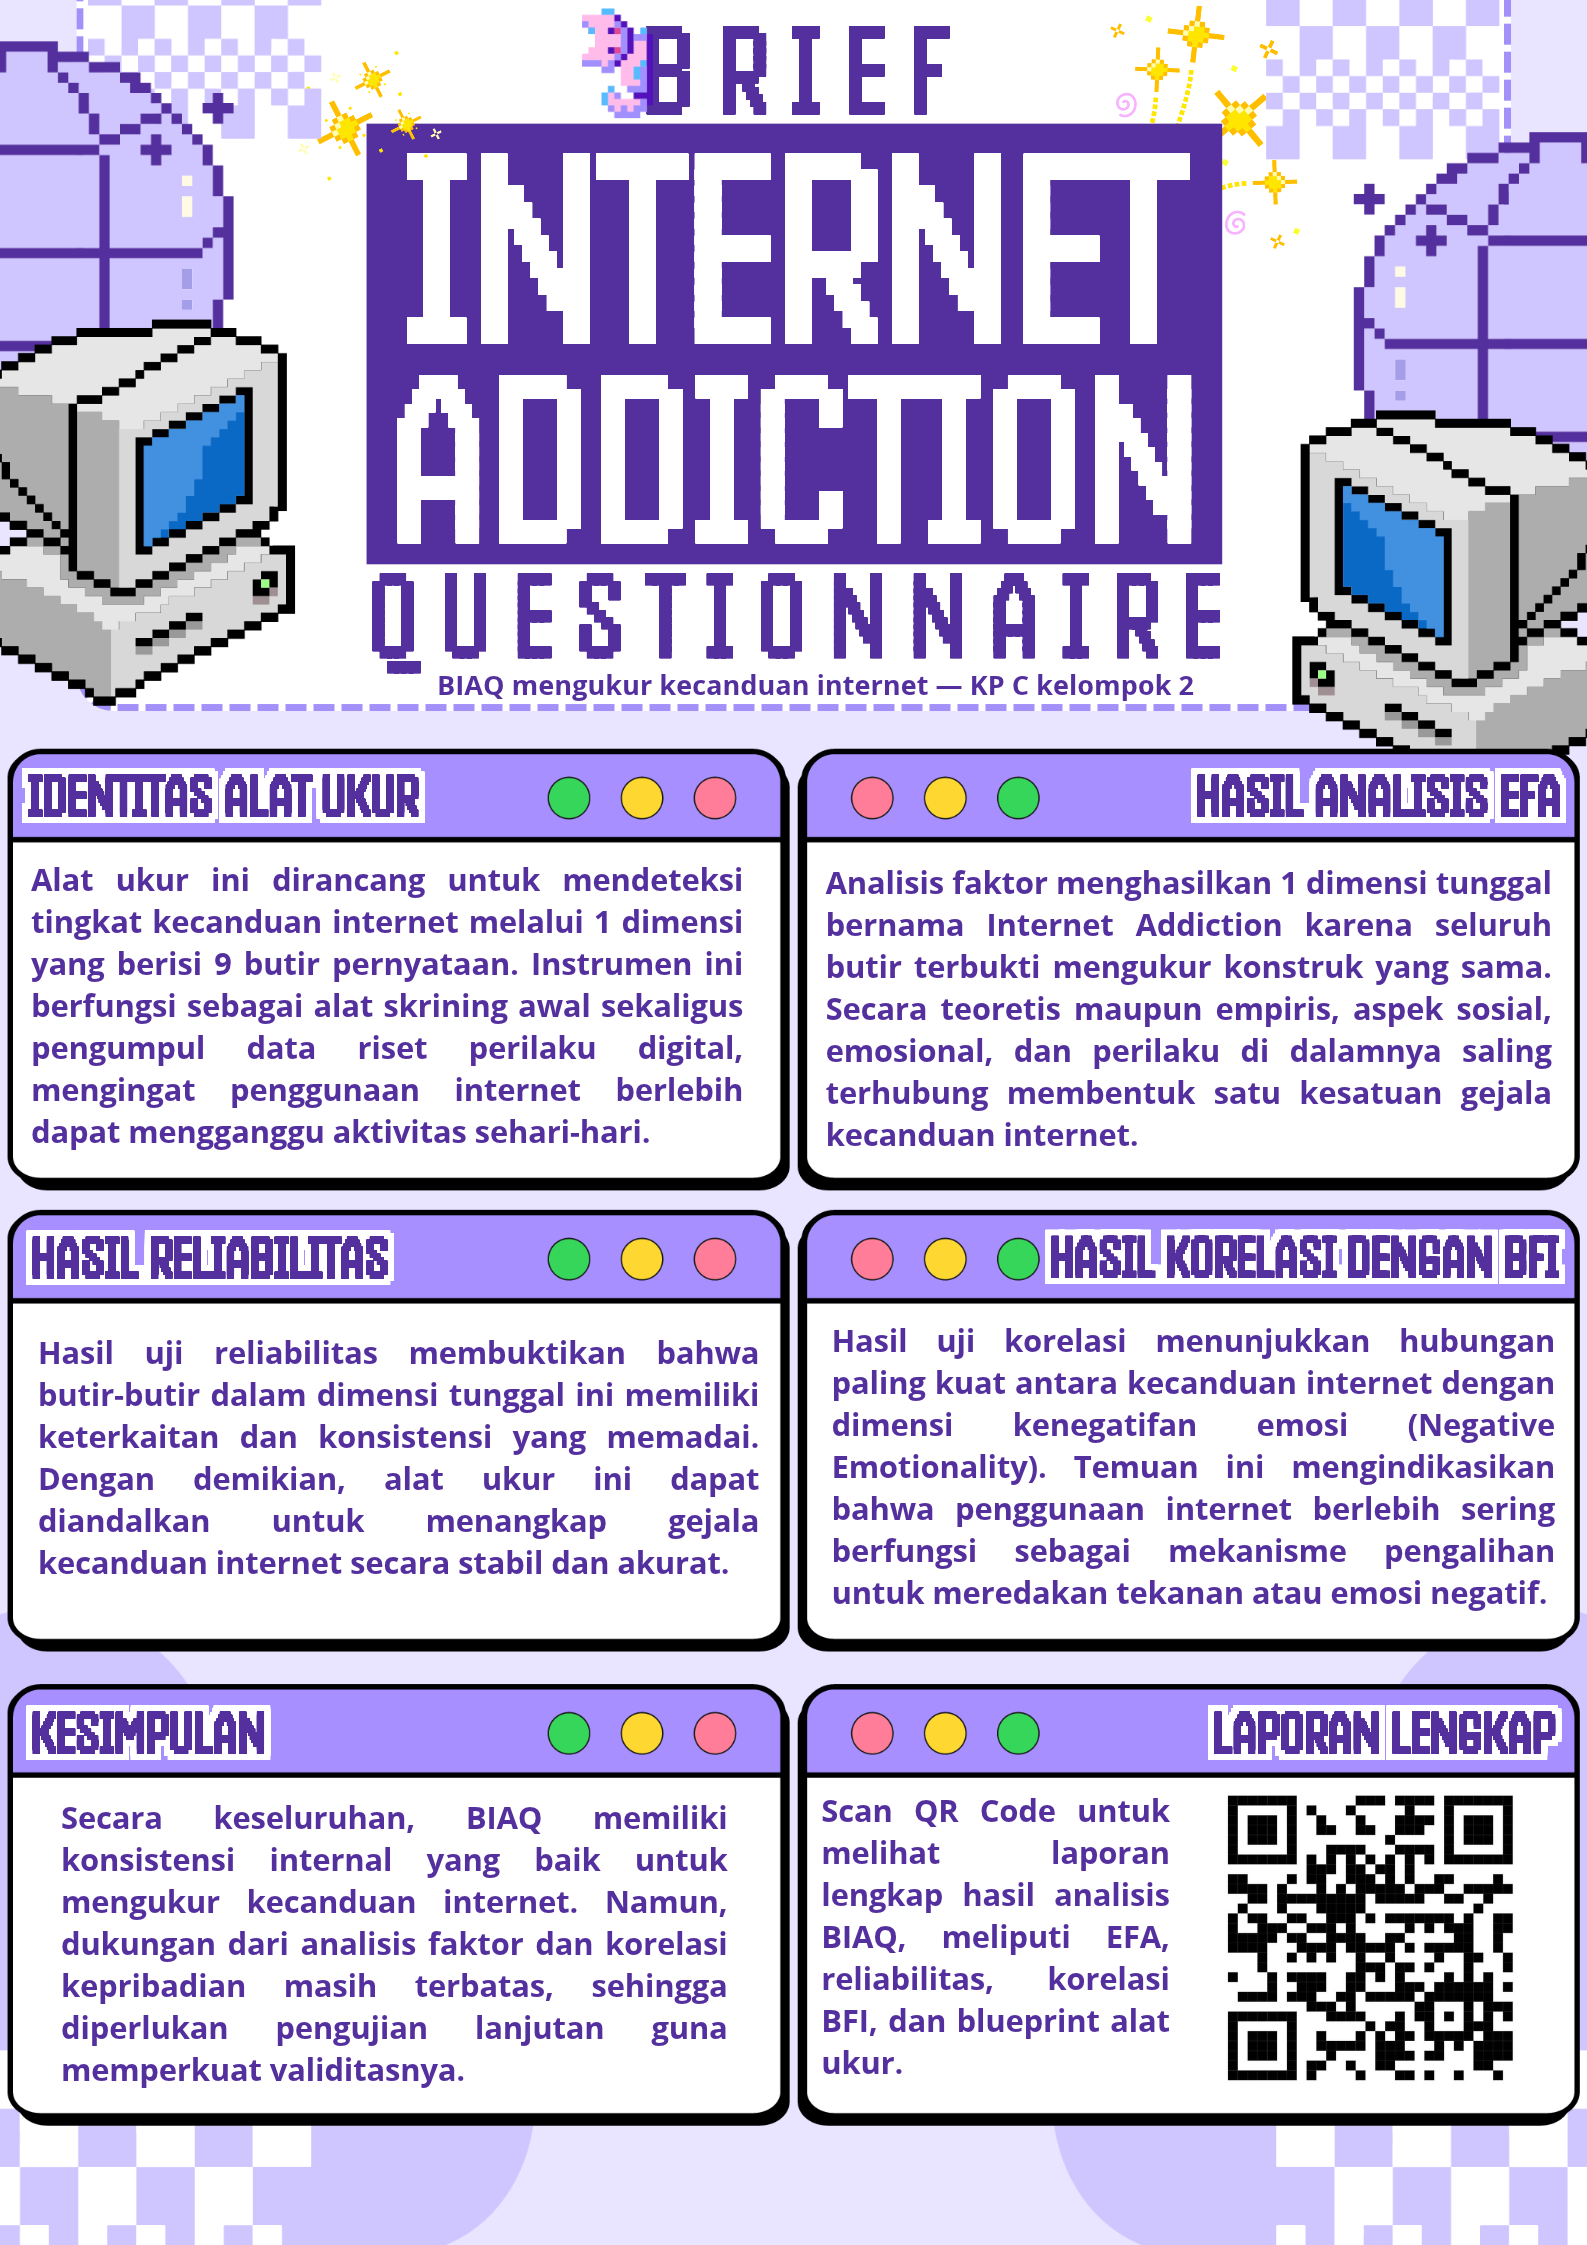 BRIEF
INTERNET
ADDICTION
QUESTIONNAIRE
BIAQ mengukur kecanduan internet — KP C kelompok 2
IDENTITAS ALAT UKUR
Alat ukur ini dirancang untuk mendeteksi
tingkat kecanduan internet melalui 1 dimensi
yang berisi 9 butir pernyataan. Instrumen ini
berfungsi sebagai alat skrining awal sekaligus
pengumpul data riset perilaku digital,
mengingat penggunaan internet berlebih
dapat mengganggu aktivitas sehari-hari.
HASIL ANALISIS EFA
Analisis faktor menghasilkan 1 dimensi tunggal
bernama Internet Addiction karena seluruh
butir terbukti mengukur konstruk yang sama.
Secara teoretis maupun empiris, aspek sosial,
emosional, dan perilaku di dalamnya saling
terhubung membentuk satu kesatuan gejala
kecanduan internet.
HASIL RELIABILITAS
Hasil uji reliabilitas membuktikan bahwa
butir-butir dalam dimensi tunggal ini memiliki
keterkaitan dan konsistensi yang memadai.
Dengan demikian, alat ukur ini dapat
diandalkan untuk menangkap gejala
kecanduan internet secara stabil dan akurat.
HASIL KORELASI DENGAN BFI
Hasil uji korelasi menunjukkan hubungan
paling kuat antara kecanduan internet dengan
dimensi kenegatifan emosi (Negative
Emotionality). Temuan ini mengindikasikan
bahwa penggunaan internet berlebih sering
berfungsi sebagai mekanisme pengalihan
untuk meredakan tekanan atau emosi negatif.
KESIMPULAN
Secara keseluruhan, BIAQ memiliki
konsistensi internal yang baik untuk
mengukur kecanduan internet. Namun,
dukungan dari analisis faktor dan korelasi
kepribadian masih terbatas, sehingga
diperlukan pengujian lanjutan guna
memperkuat validitasnya.
LAPORAN LENGKAP
Scan QR Code untuk
melihat laporan
lengkap hasil analisis
BIAQ, meliputi EFA,
reliabilitas, korelasi
BFI, dan blueprint alat
ukur.